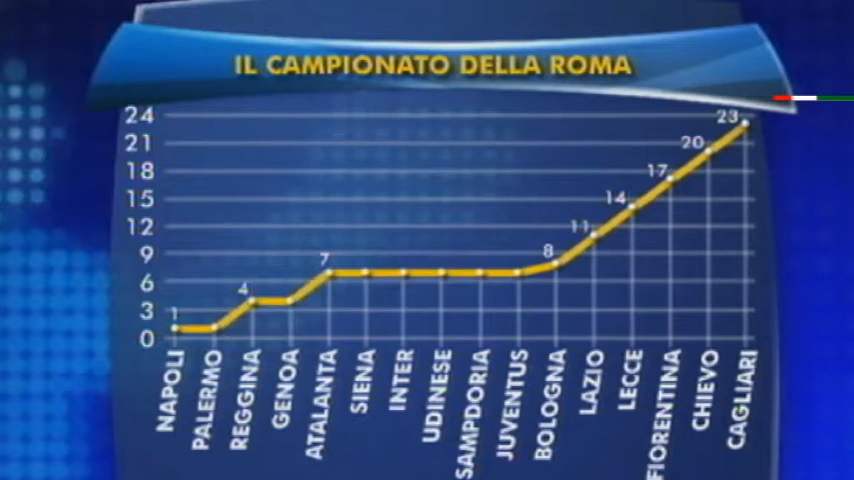 IL CAMPIONATO DELLA ROMA
24
21
18
15
12
9
6
3
0
1
4
7
8
11
14
17
20
23
NAPOLI
PALERMO
REGGINA
GENOA
ATALANTA
SIENA
INTER
UDINESE
SAMPDORIA
JUVENTUS
BOLOGNA
LAZIO
LECCE
FIORENTINA
CHIEVO
CAGLIARI